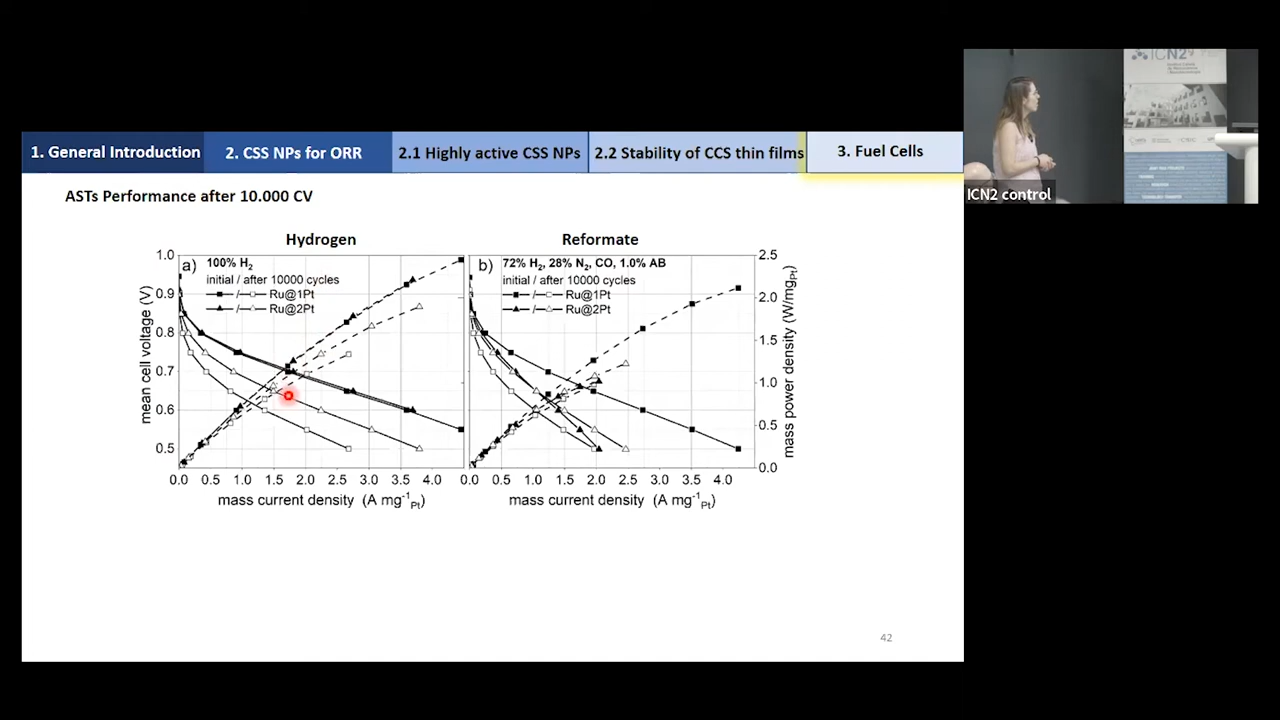 1. General Introduction
2. CSS NPs for ORR
2.1 Highly active CSS NPs
2.2 Stability of CCS thin films
3. Fuel Cells
ICN2
ICN2 control
ASTs Performance after 10.000 CV
Hydrogen
Reformate
a)
100% H2
initial / after 10000 cycles
Ru@1Pt
Ru@2Pt
b)
72% H2, 28% N2, CO, 1.0% AB
initial / after 10000 cycles
Ru@1Pt
Ru@2Pt
mean cell voltage (V)
1.0
0.9
0.8
0.7
0.6
0.5
2.5
2.0
1.5
1.0
0.5
0.0
mass power density (W/mgPt)
0.0 0.5 1.0 1.5 2.0 2.5 3.0 3.5 4.0
0.0 0.5 1.0 1.5 2.0 2.5 3.0 3.5 4.0
mass current density (A mg-1Pt)
mass current density (A mg-1Pt)
42